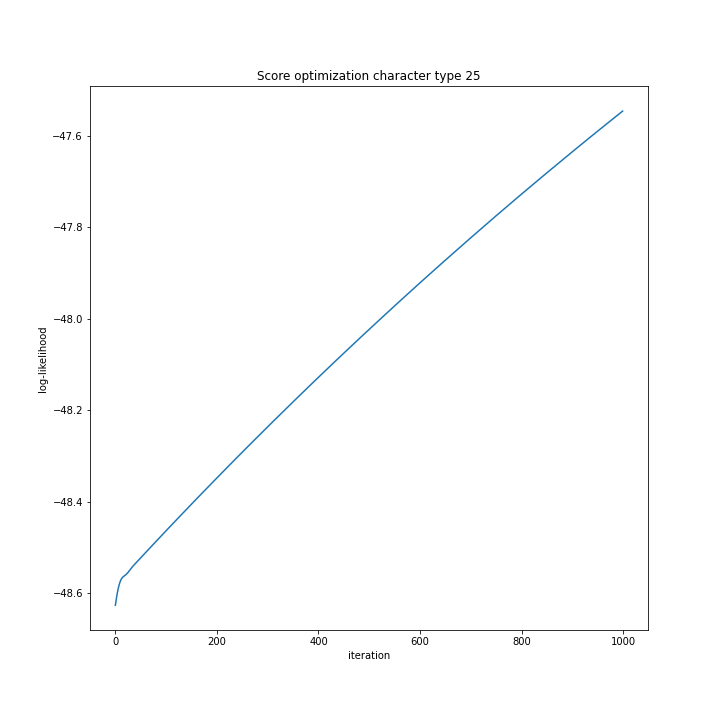 Score optimization character type 25
log-likelihood
−47.6
−47.8
−48.0
−48.2
−48.4
−48.6
0 200 400 600 800 1000
iteration